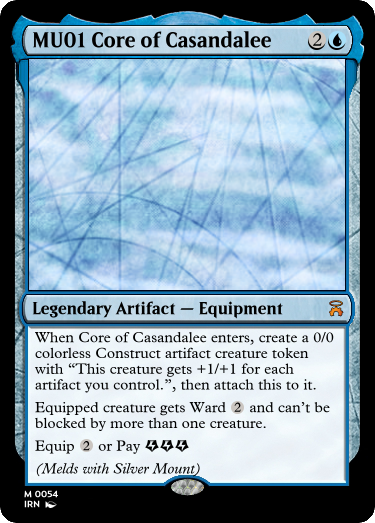 MU01 Core of Casandalee 2
Legendary Artifact — Equipment
When Core of Casandalee enters, create a 0/0
colorless Construct artifact creature token
with “This creature gets +1/+1 for each
artifact you control.”, then attach this to it.
Equipped creature gets Ward 2 and can’t be
blocked by more than one creature.
Equip 2 or Pay
(Melds with Silver Mount)
M 0054
IRN